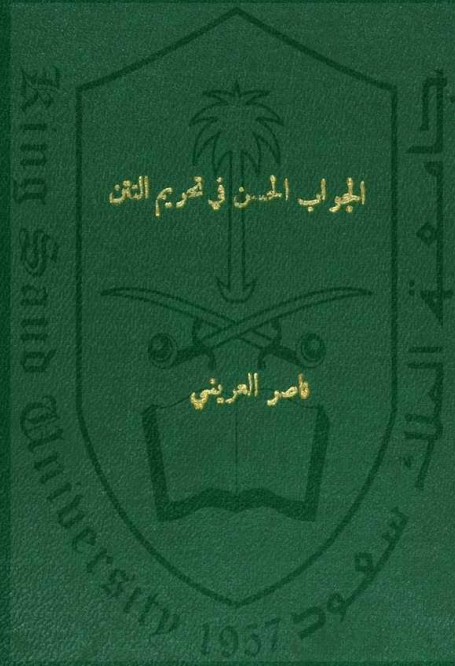 الجواب الحسن في تحريم التتن
ناصر العريني
King Saud University
1957
جامعة الملك سعود